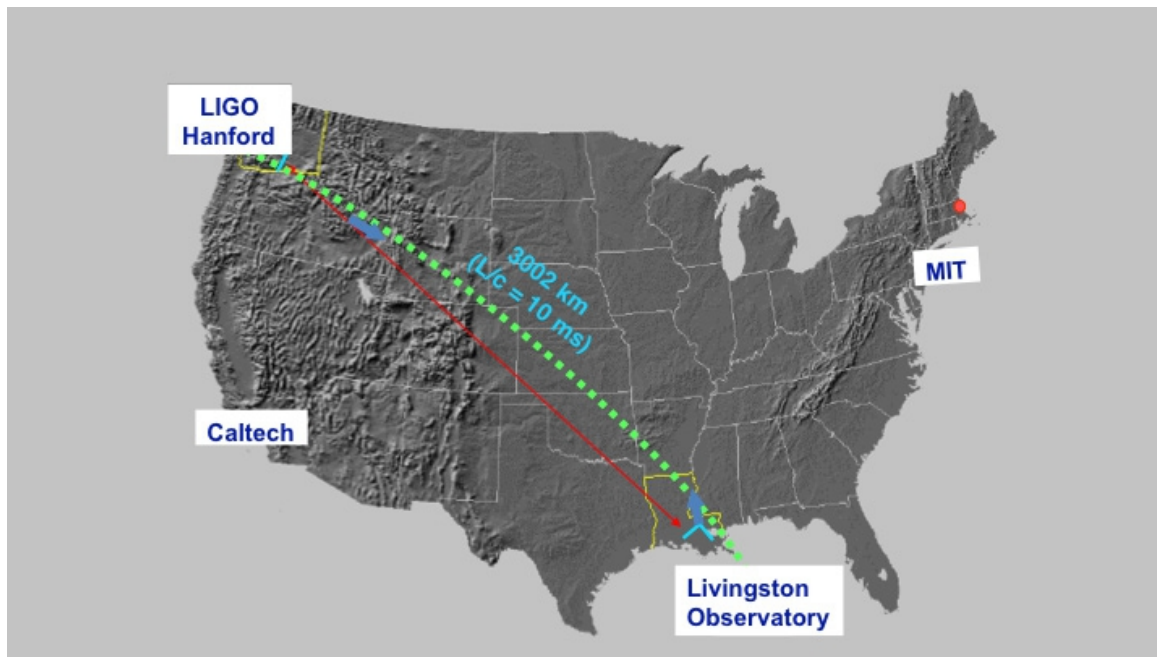 LIGO
Hanford
3002 km
(L/c = 10 ms)
MIT
Caltech
Livingston
Observatory